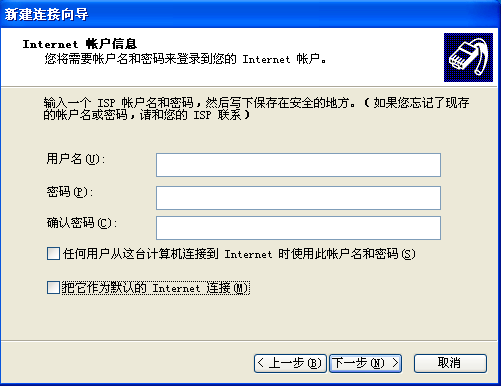 新建连接向导
Internet 帐户信息
您将需要帐户名和密码来登录到您的 Internet 帐户。
输入一个 ISP 帐户名和密码,然后写下保存在安全的地方。(如果您忘记了现存
的帐户名或密码,请和您的 ISP 联系)
用户名(U):
密码(P):
确认密码(C):
任何用户从这台计算机连接到 Internet 时使用此帐户名和密码(S)
把它作为默认的 Internet 连接(M)
< 上一步(B) 下一步(N) > 取消